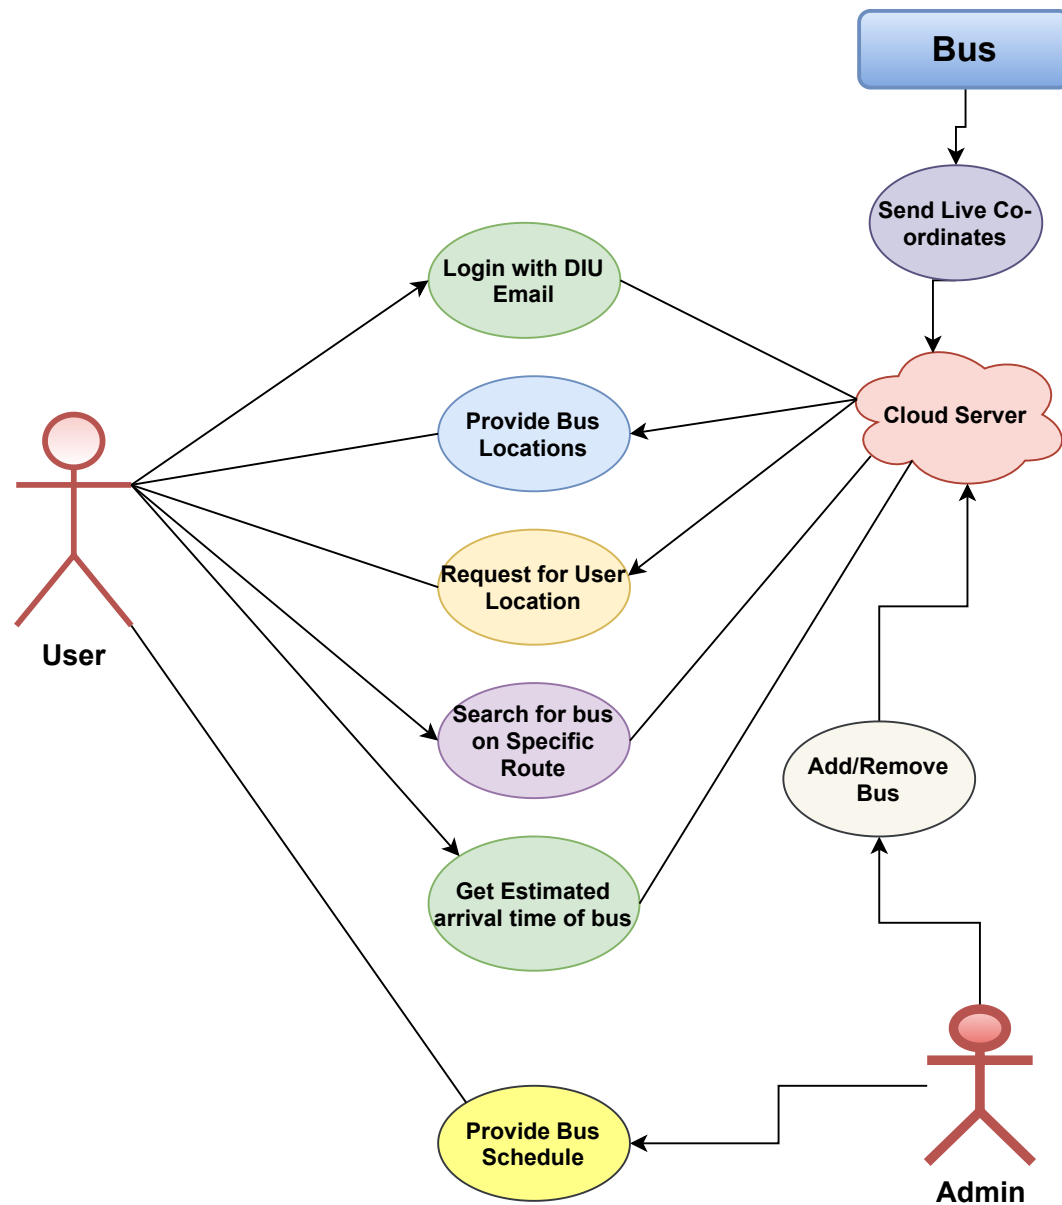 Bus
Send Live Co-
ordinates
Login with DIU
Email
Provide Bus
Locations
Cloud Server
Request for User
Location
User
Search for bus
on Specific
Route
Add/Remove
Bus
Get Estimated
arrival time of bus
Provide Bus
Schedule
Admin